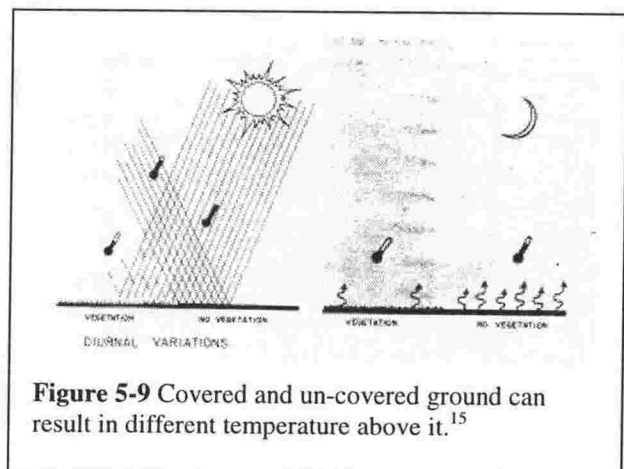 VEGETATION NO VEGETATION VEGETATION NO VEGETATION
DIURNAL VARIATIONS
Figure 5-9 Covered and un-covered ground can
result in different temperature above it.15